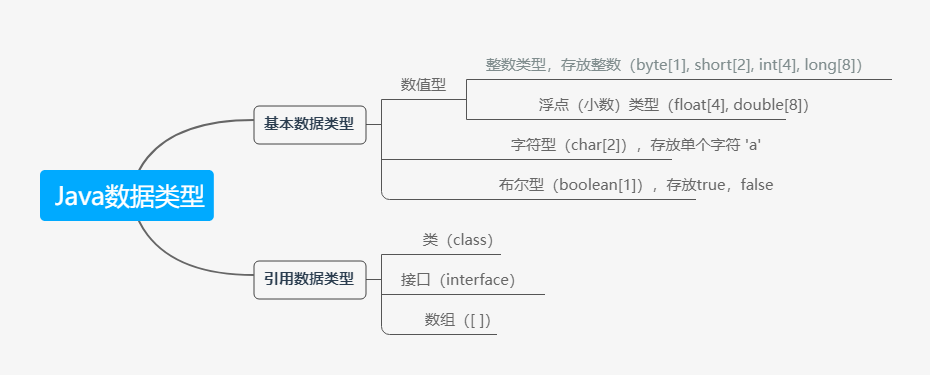 Java数据类型
基本数据类型
数值型
整数类型，存放整数（byte[1], short[2], int[4], long[8]）
浮点（小数）类型（float[4], double[8]）
字符型（char[2]），存放单个字符 'a'
布尔型（boolean[1]），存放true，false
引用数据类型
类（class）
接口（interface）
数组（[ ]）